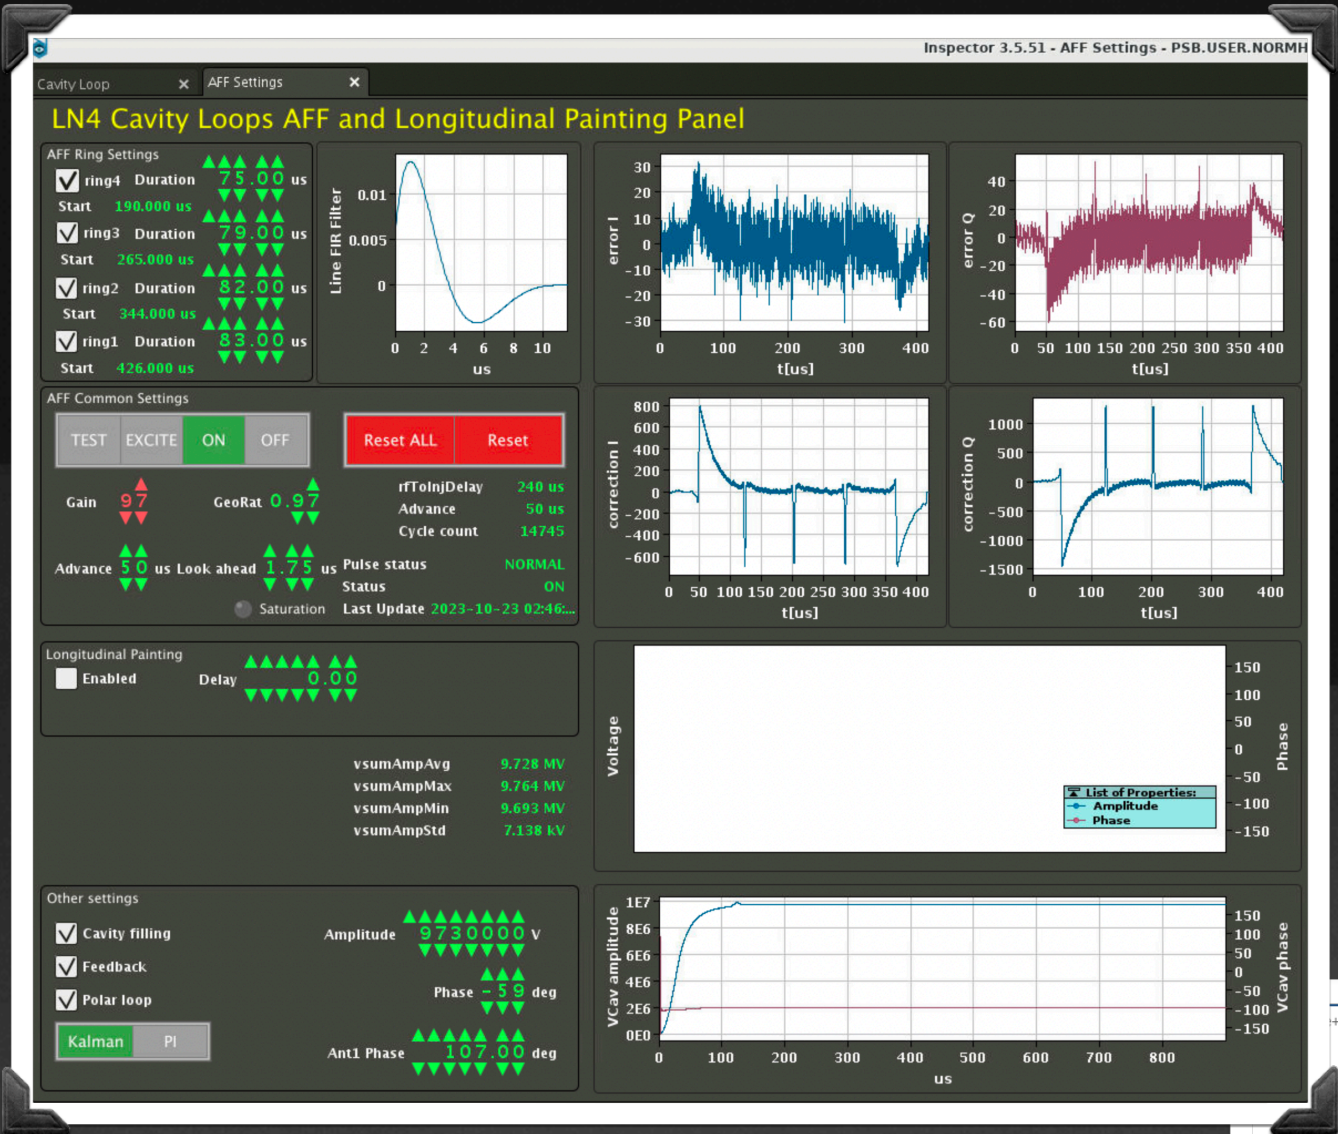 Inspector 3.5.51 - AFF Settings - PSB.USER.NORMH
Cavity Loop
AFF Settings
LN4 Cavity Loops AFF and Longitudinal Painting Panel
AFF Ring Settings
ring4 Duration 75.00 us
Start 190.000 us
ring3 Duration 79.00 us
Start 265.000 us
ring2 Duration 82.00 us
Start 344.000 us
ring1 Duration 83.00 us
Start 426.000 us
Line FIR Filter
0.01
0.005
0
0 2 4 6 8 10
us
error I
30
20
10
0
-10
-20
-30
0 100 200 300 400
t[us]
error Q
40
20
0
-20
-40
-60
0 50 100 150 200 250 300 350 400
t[us]
AFF Common Settings
TEST EXCITE ON OFF
Reset ALL Reset
Gain 97
GeoRat 0.97
rfToInjDelay 240 us
Advance 50 us
Cycle count 14745
Advance 50 us Look ahead 1.75 us
Pulse status NORMAL
Status ON
Saturation
Last Update 2023-10-23 02:46:...
correction I
800
600
400
200
0
-200
-400
-600
0 50 100 150 200 250 300 350 400
t[us]
correction Q
1000
500
0
-500
-1000
-1500
0 100 200 300 400
t[us]
Longitudinal Painting
Enabled
Delay 0.00
vsumAmpAvg 9.728 MV
vsumAmpMax 9.764 MV
vsumAmpMin 9.693 MV
vsumAmpStd 7.138 kV
Voltage
150
100
50
0
-50
-100
-150
Phase
List of Properties:
Amplitude
Phase
Other settings
Cavity filling
Feedback
Polar loop
Kalman PI
Amplitude 9730000 V
Phase -59 deg
Ant1 Phase 107.00 deg
VCav amplitude
1E7
8E6
6E6
4E6
2E6
0E0
0 100 200 300 400 500 600 700 800
us
150
100
50
0
-50
-100
-150
VCav phase